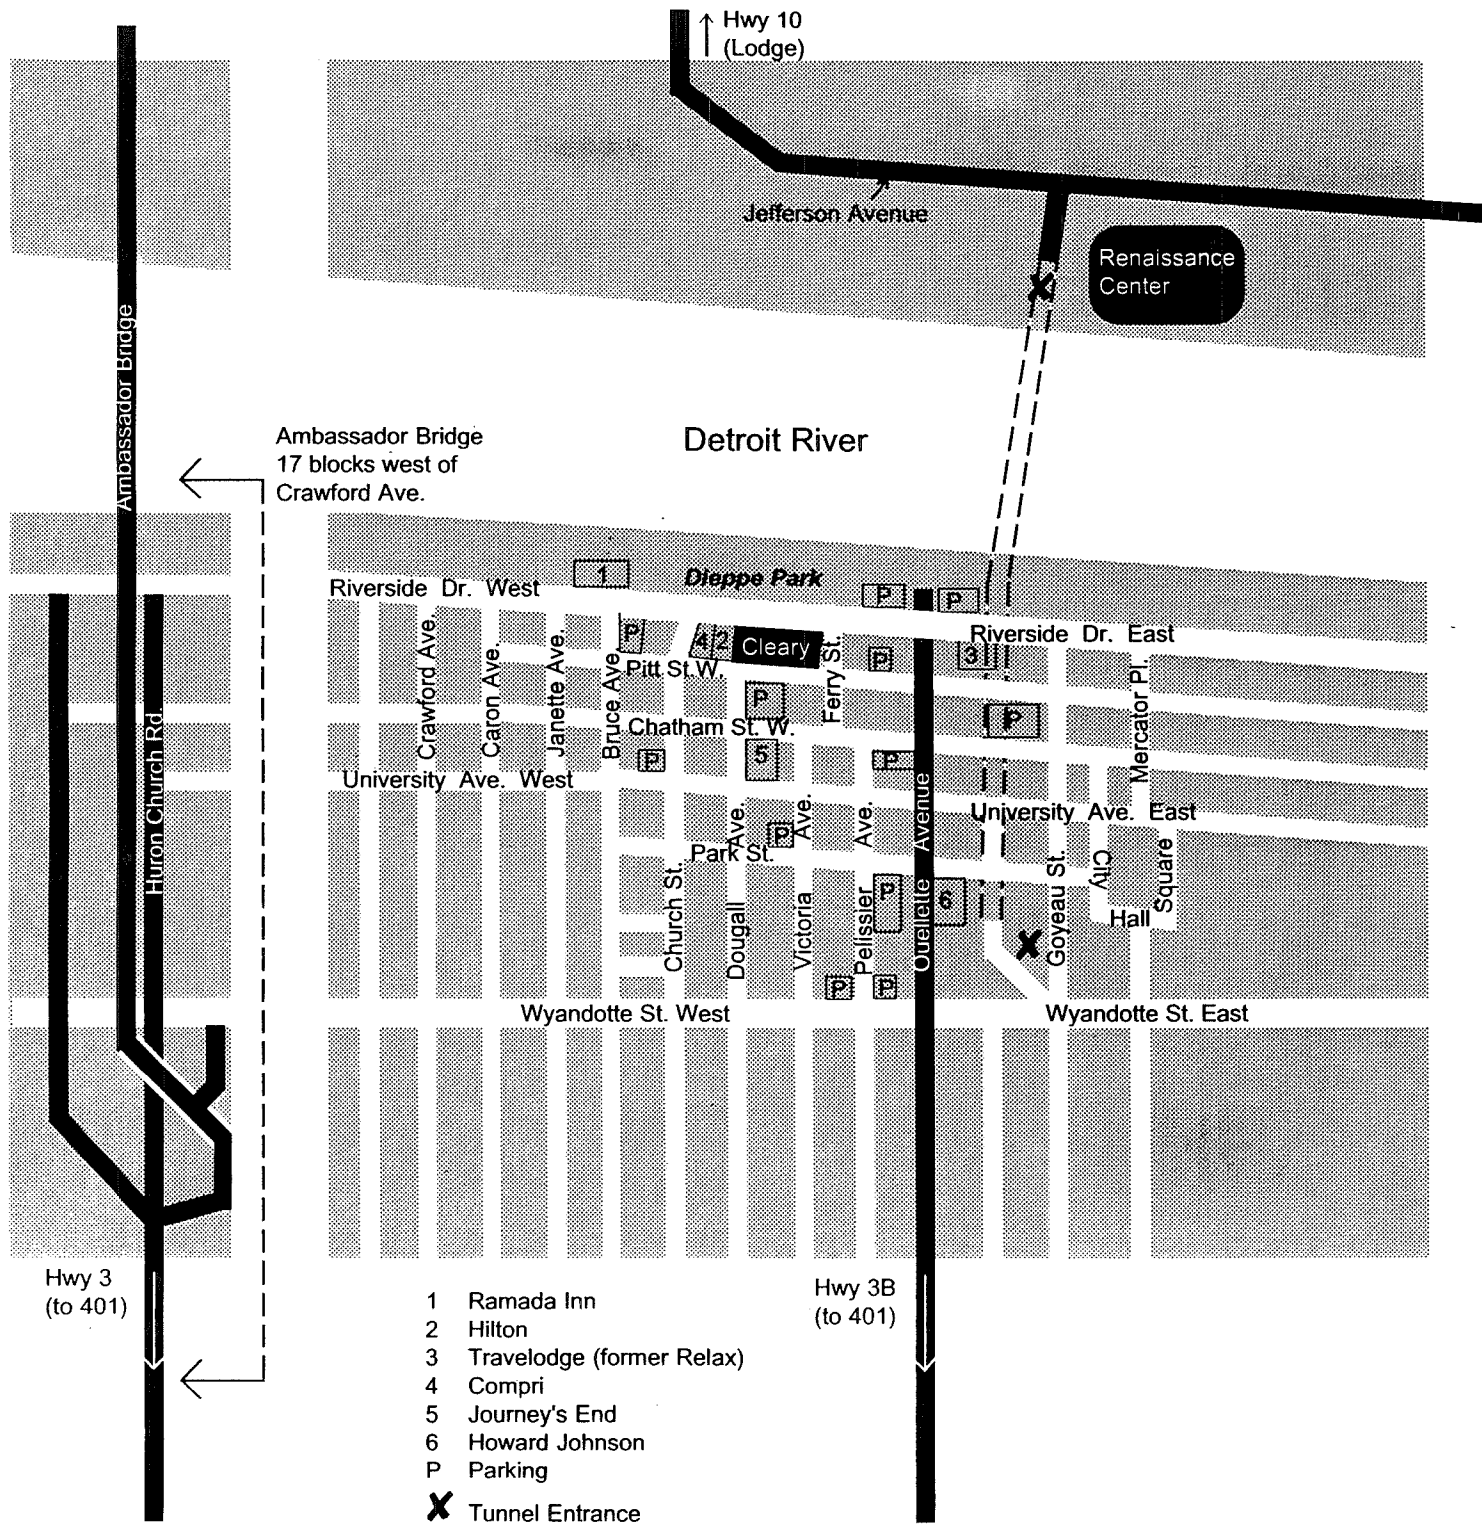 Hwy 10
(Lodge)
Jefferson Avenue
Renaissance
Center
Ambassador Bridge
Ambassador Bridge
17 blocks west of
Crawford Ave.
Detroit River
1
Dieppe Park
P
P
Riverside Dr. West
Riverside Dr. East
P
4
2
Cleary
P
3
Pitt St.W.
Ferry St.
Crawford Ave.
Caron Ave.
Janette Ave.
Bruce Ave.
Mercator Pl.
P
P
Chatham St. W.
P
5
P
University Ave. West
University Ave. East
Huron Church Rd.
P
Park St.
Church St.
Dougall Ave.
Victoria Ave.
Pelissier Ave.
P
Ouellette Avenue
6
Goyeau St.
City
Hall
Square
P
P
Wyandotte St. West
Wyandotte St. East
Hwy 3
(to 401)
Hwy 3B
(to 401)
1 Ramada Inn
2 Hilton
3 Travelodge (former Relax)
4 Compri
5 Journey's End
6 Howard Johnson
P Parking
X Tunnel Entrance